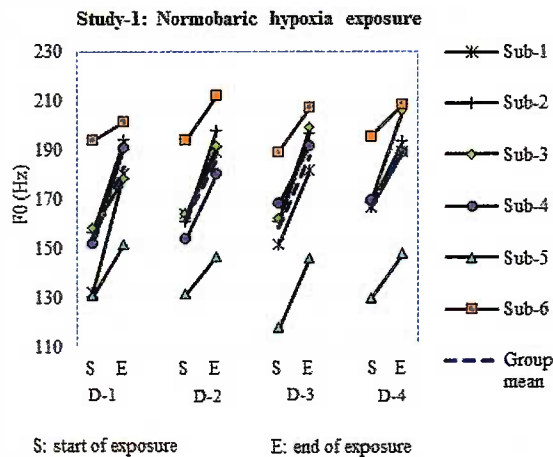 Study-1: Normobaric hypoxia exposure
F0 (Hz)
230
210
190
170
150
130
110
S E S E S E S E
D-1 D-2 D-3 D-4
Sub-1
Sub-2
Sub-3
Sub-4
Sub-5
Sub-6
Group
mean
S: start of exposure E: end of exposure